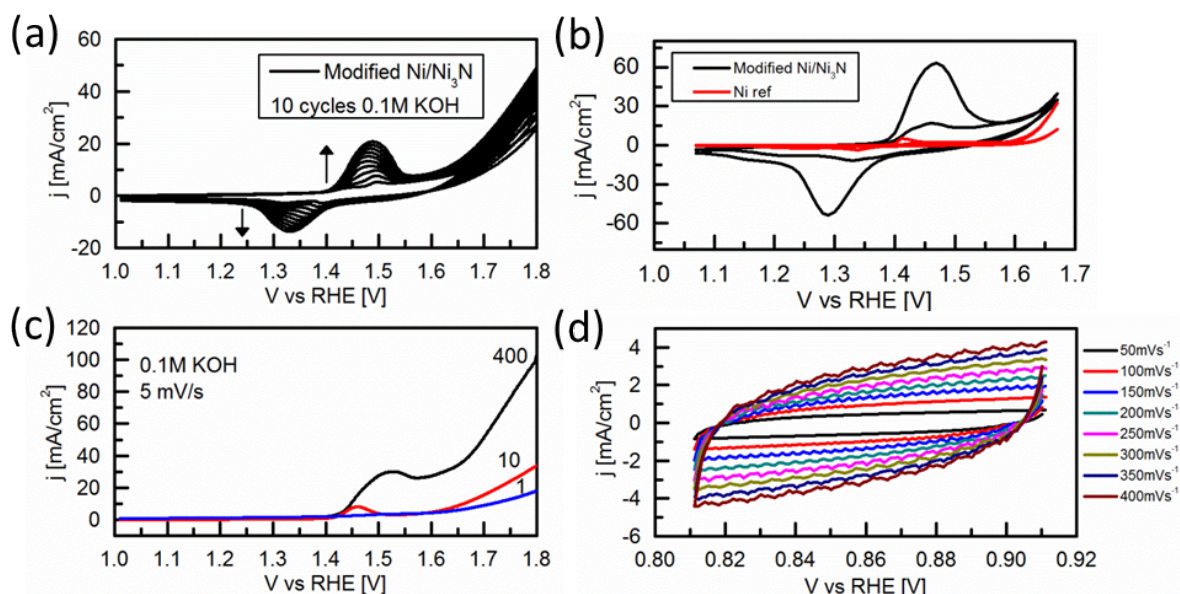 (a)
60
40
20
0
-20
j [mA/cm²]
Modified Ni/Ni₃N
10 cycles 0.1M KOH
1.0 1.1 1.2 1.3 1.4 1.5 1.6 1.7 1.8
V vs RHE [V]
(b)
60
30
0
-30
-60
j [mA/cm²]
Modified Ni/Ni₃N
Ni ref
1.0 1.1 1.2 1.3 1.4 1.5 1.6 1.7
V vs RHE [V]
(c)
120
100
80
60
40
20
0
j [mA/cm²]
0.1M KOH
5 mV/s
400
10
1
1.0 1.1 1.2 1.3 1.4 1.5 1.6 1.7 1.8
V vs RHE [V]
(d)
4
2
0
-2
-4
-6
j [mA/cm²]
0.80 0.82 0.84 0.86 0.88 0.90 0.92
V vs RHE [V]
50mVs⁻¹
100mVs⁻¹
150mVs⁻¹
200mVs⁻¹
250mVs⁻¹
300mVs⁻¹
350mVs⁻¹
400mVs⁻¹